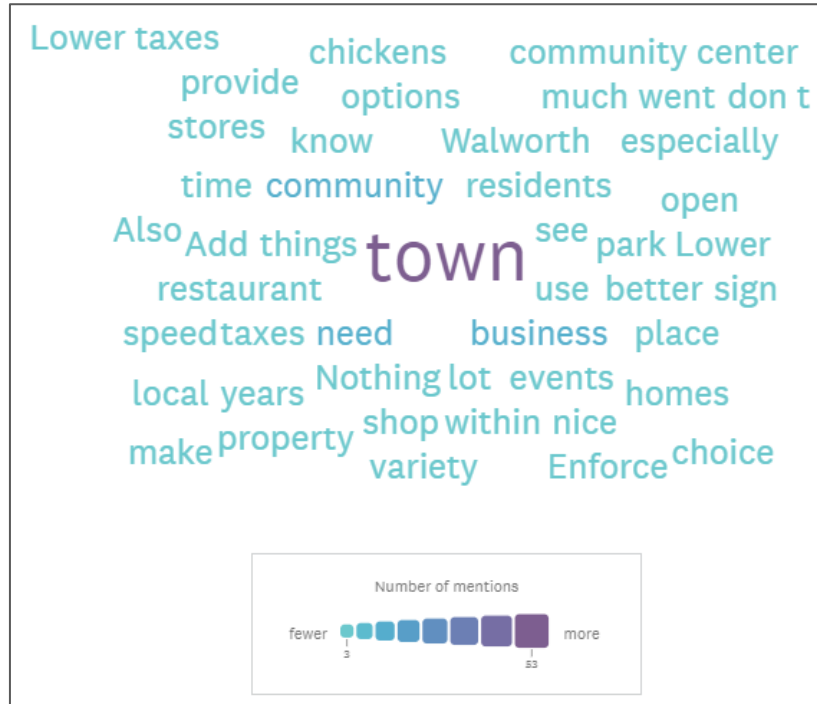 Lower taxes chickens community center
provide options much went don t
stores know Walworth especially
time community residents open
Also Add things town see park Lower
restaurant use better sign
speed taxes need business place
local years Nothing lot events homes
make property shop within nice
variety Enforce choice
Number of mentions
fewer more
3 53